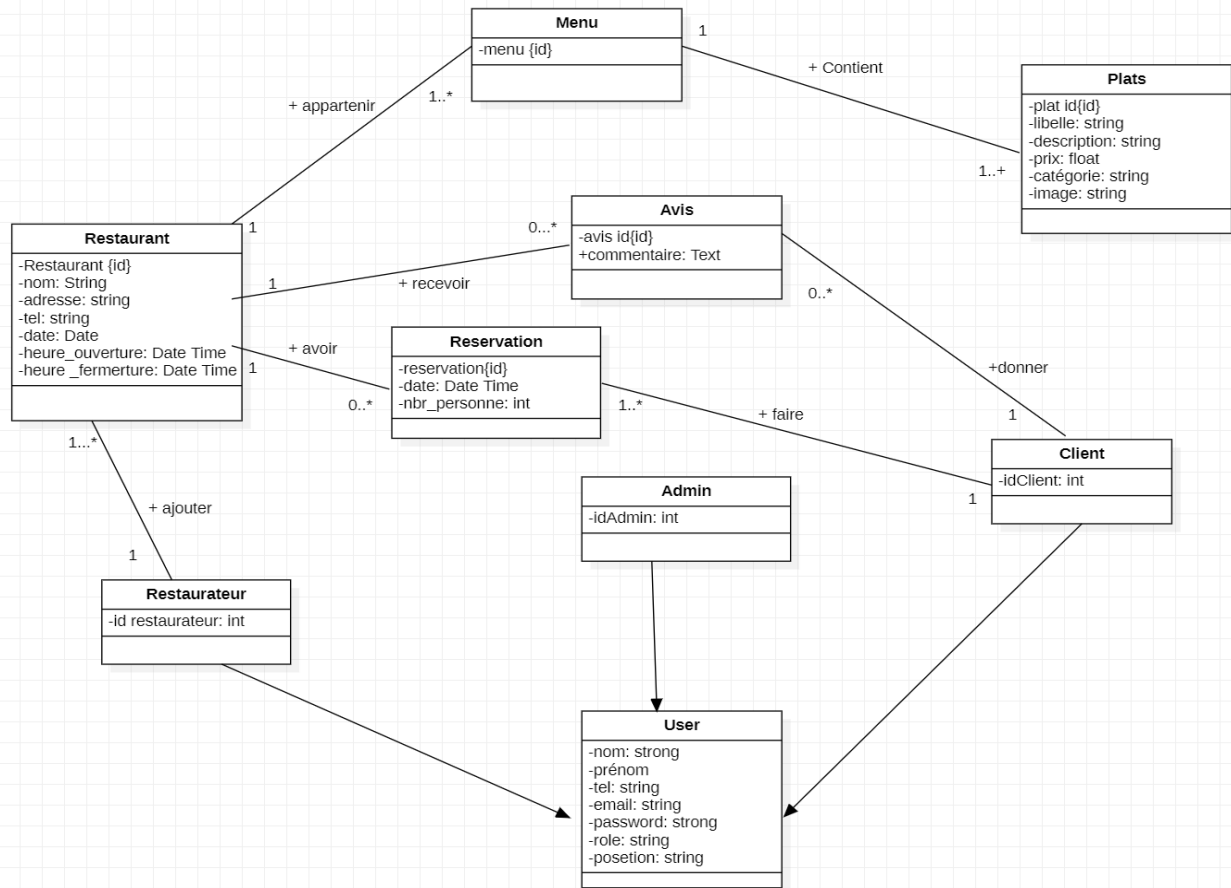 Menu
-menu {id}
1
+ Contient
Plats
-plat id{id}
-libelle: string
-description: string
-prix: float
-catégorie: string
-image: string
1..+
+ appartenir
1..*
1
Restaurant
-Restaurant {id}
-nom: String
-adresse: string
-tel: string
-date: Date
-heure_ouverture: Date Time
-heure _fermerture: Date Time
Avis
-avis id{id}
+commentaire: Text
0...*
1
+ recevoir
0..*
+donner
1
+ avoir
1
0..*
Reservation
-reservation{id}
-date: Date Time
-nbr_personne: int
1..*
+ faire
1
Client
-idClient: int
1...*
+ ajouter
1
Admin
-idAdmin: int
Restaurateur
-id restaurateur: int
User
-nom: strong
-prénom
-tel: string
-email: string
-password: strong
-role: string
-posetion: string